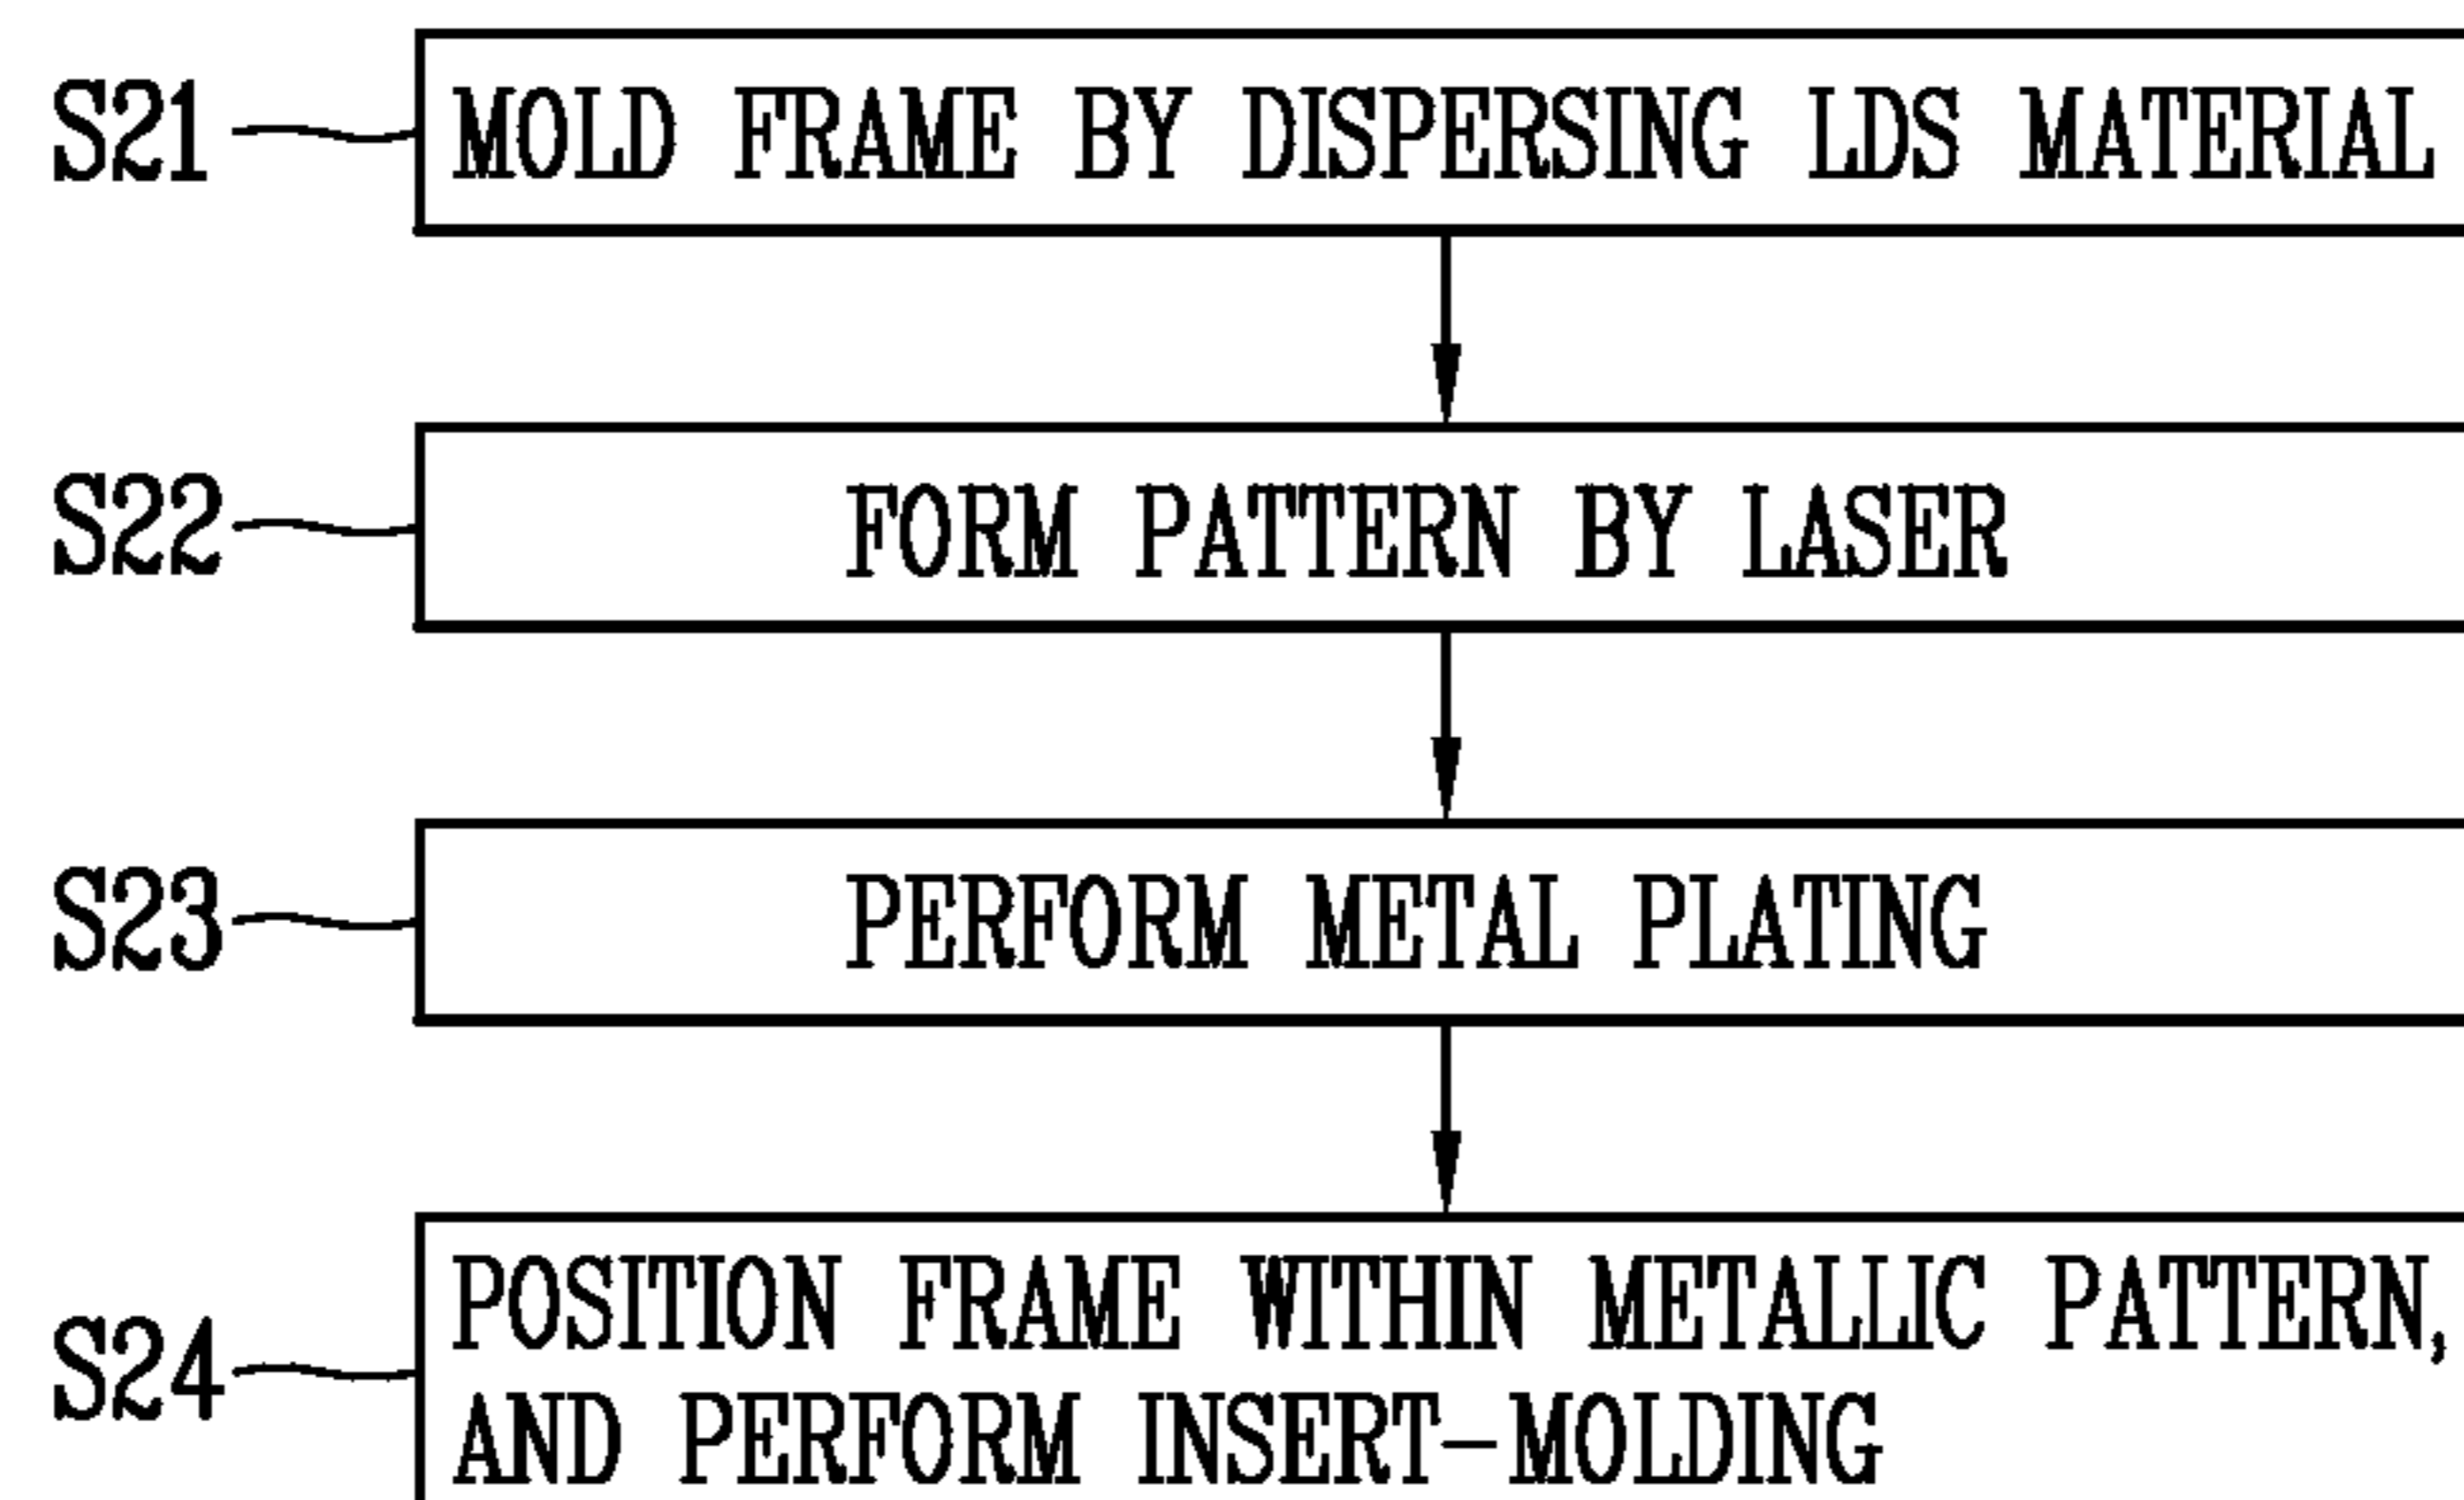 S21 MOLD FRAME BY DISPERSING LDS MATERIAL
S22 FORM PATTERN BY LASER
S23 PERFORM METAL PLATING
S24 POSITION FRAME WITHIN METALLIC PATTERN,
AND PERFORM INSERT-MOLDING